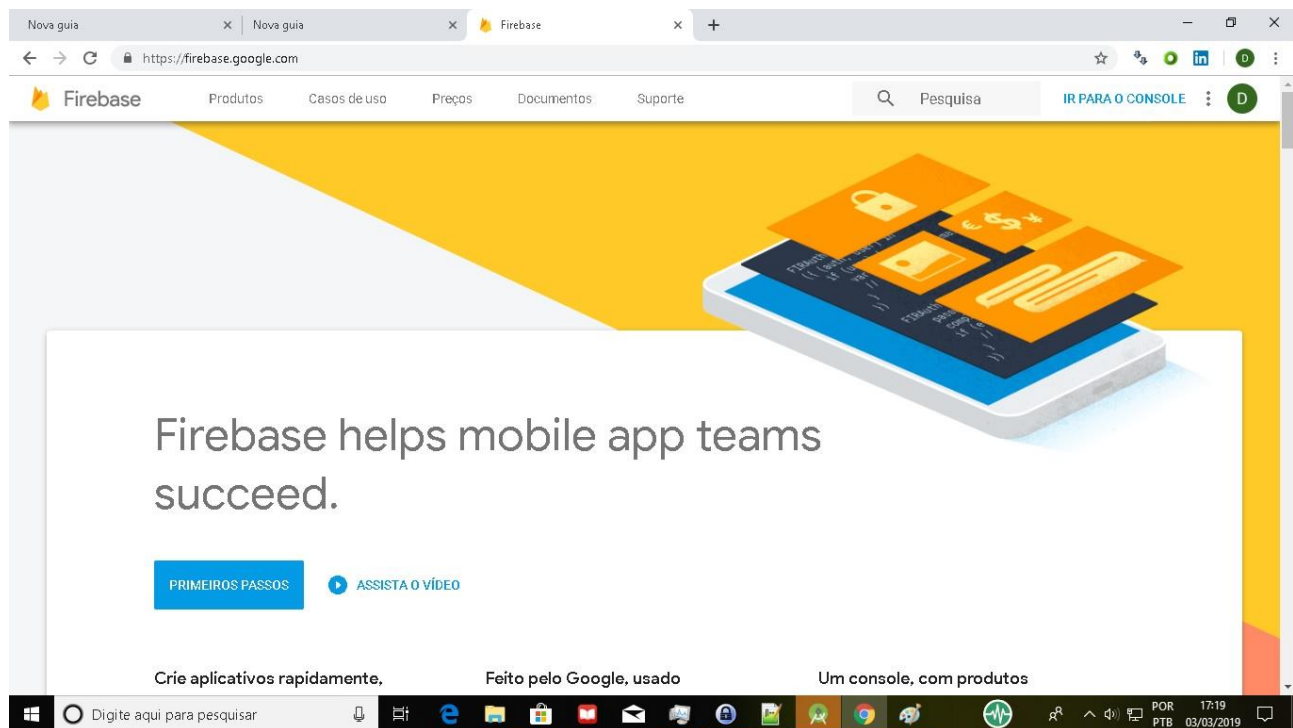 Nova guia
Nova guia
Firebase
https://firebase.google.com
D
Firebase
Produtos
Casos de uso
Preços
Documentos
Suporte
Pesquisa
IR PARA O CONSOLE
D
Firebase helps mobile app teams
succeed.
PRIMEIROS PASSOS
ASSISTA O VÍDEO
Crie aplicativos rapidamente,
Feito pelo Google, usado
Um console, com produtos
Digite aqui para pesquisar
POR
PTB
17:19
03/03/2019